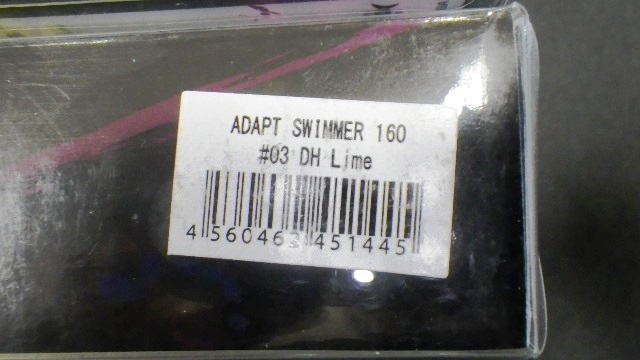 ADAPT SWIMMER 160
#03 DH Lime
4 560462 451445